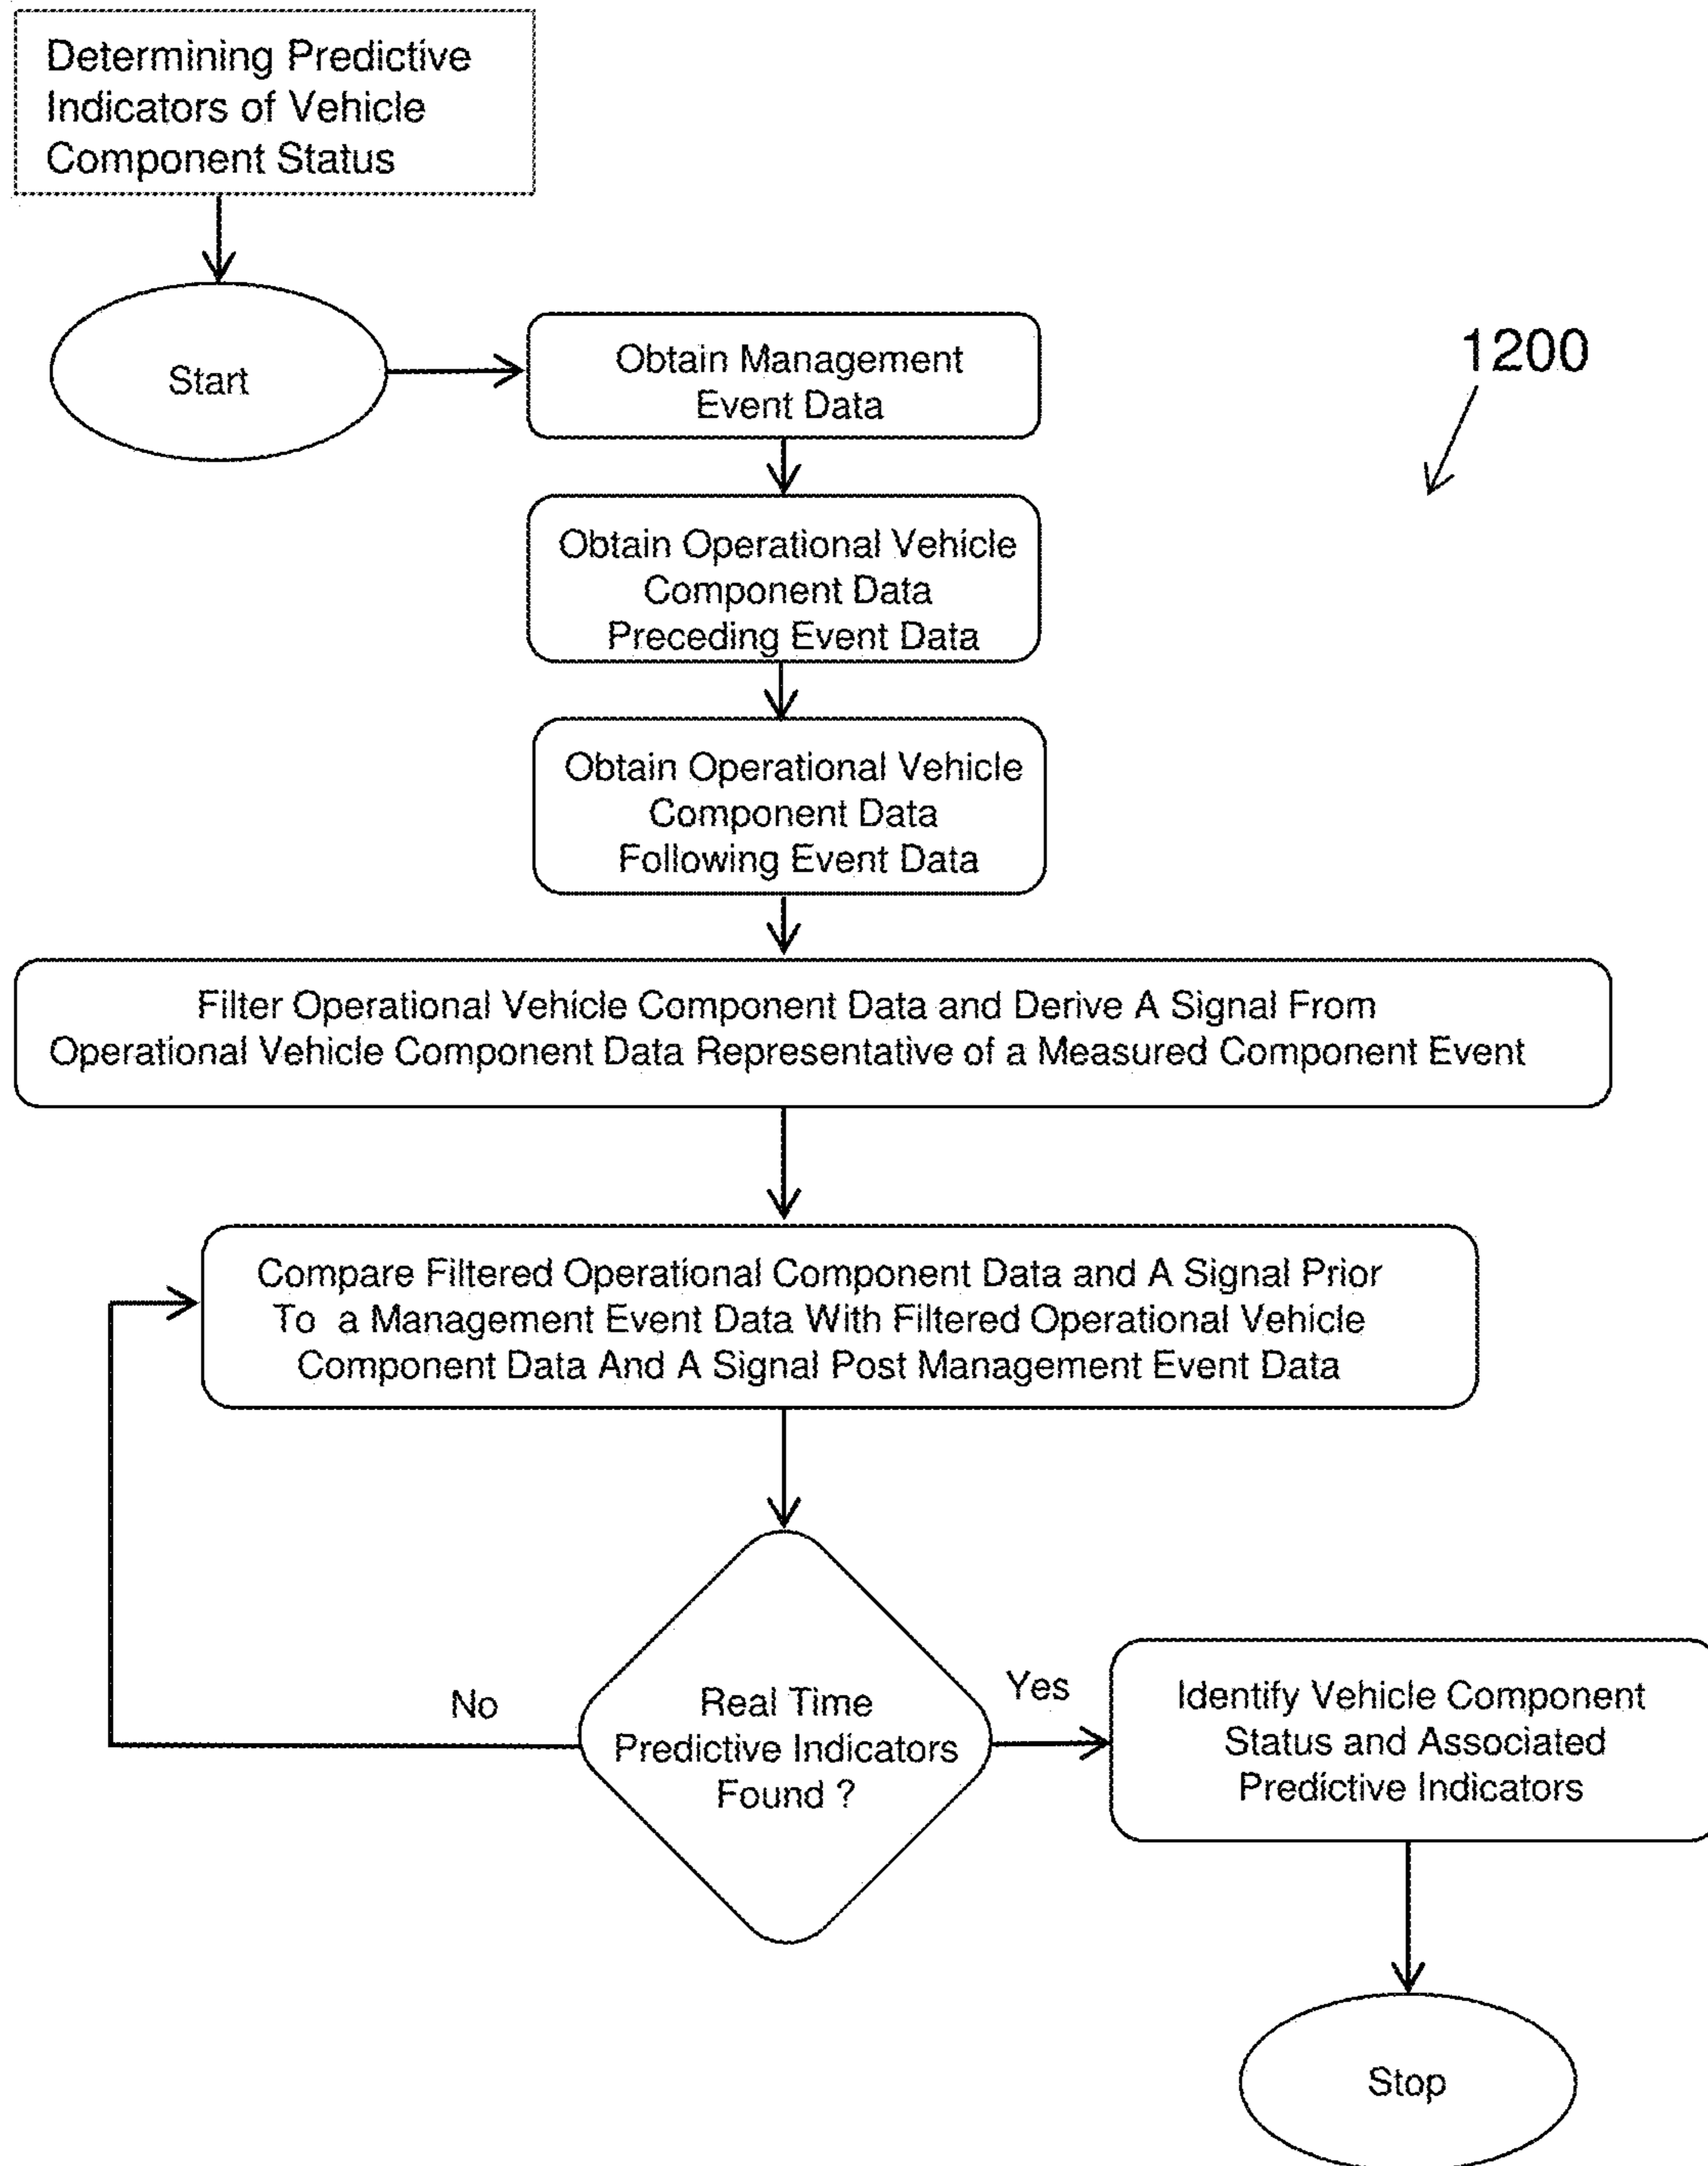 Determining Predictive
Indicators of Vehicle
Component Status
Start
Obtain Management
Event Data
1200
Obtain Operational Vehicle
Component Data
Preceding Event Data
Obtain Operational Vehicle
Component Data
Following Event Data
Filter Operational Vehicle Component Data and Derive A Signal From
Operational Vehicle Component Data Representative of a Measured Component Event
Compare Filtered Operational Component Data and A Signal Prior
To a Management Event Data With Filtered Operational Vehicle
Component Data And A Signal Post Management Event Data
No
Real Time
Predictive Indicators
Found ?
Yes
Identify Vehicle Component
Status and Associated
Predictive Indicators
Stop